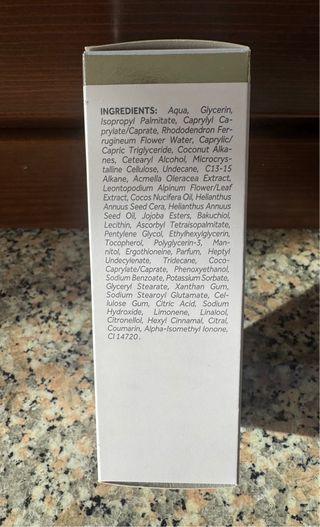 INGREDIENTS: Aqua, Glycerin,
Isopropyl Palmitate, Caprylyl Ca-
prylate/Caprate, Rhododendron Fer-
rugineum Flower Water, Caprylic/
Capric Triglyceride, Coconut Alka-
nes, Cetearyl Alcohol, Microcrys-
talline Cellulose, Undecane, C13-15
Alkane, Acmella Oleracea Extract,
Leontopodium Alpinum Flower/Leaf
Extract, Cocos Nucifera Oil, Helianthus
Annuus Seed Cera, Helianthus Annuus
Seed Oil, Jojoba Esters, Bakuchiol,
Lecithin, Ascorbyl Tetraisopalmitate,
Pentylene Glycol, Ethylhexylglycerin,
Tocopherol, Polyglycerin-3, Man-
nitol, Ergothioneine, Parfum, Heptyl
Undecylenate, Tridecane, Coco-
Caprylate/Caprate, Phenoxyethanol,
Sodium Benzoate, Potassium Sorbate,
Glyceryl Stearate, Xanthan Gum,
Sodium Stearoyl Glutamate, Cel-
lulose Gum, Citric Acid, Sodium
Hydroxide, Limonene, Linalool,
Citronellol, Hexyl Cinnamal, Citral,
Coumarin, Alpha-Isomethyl Ionone,
CI 14720.